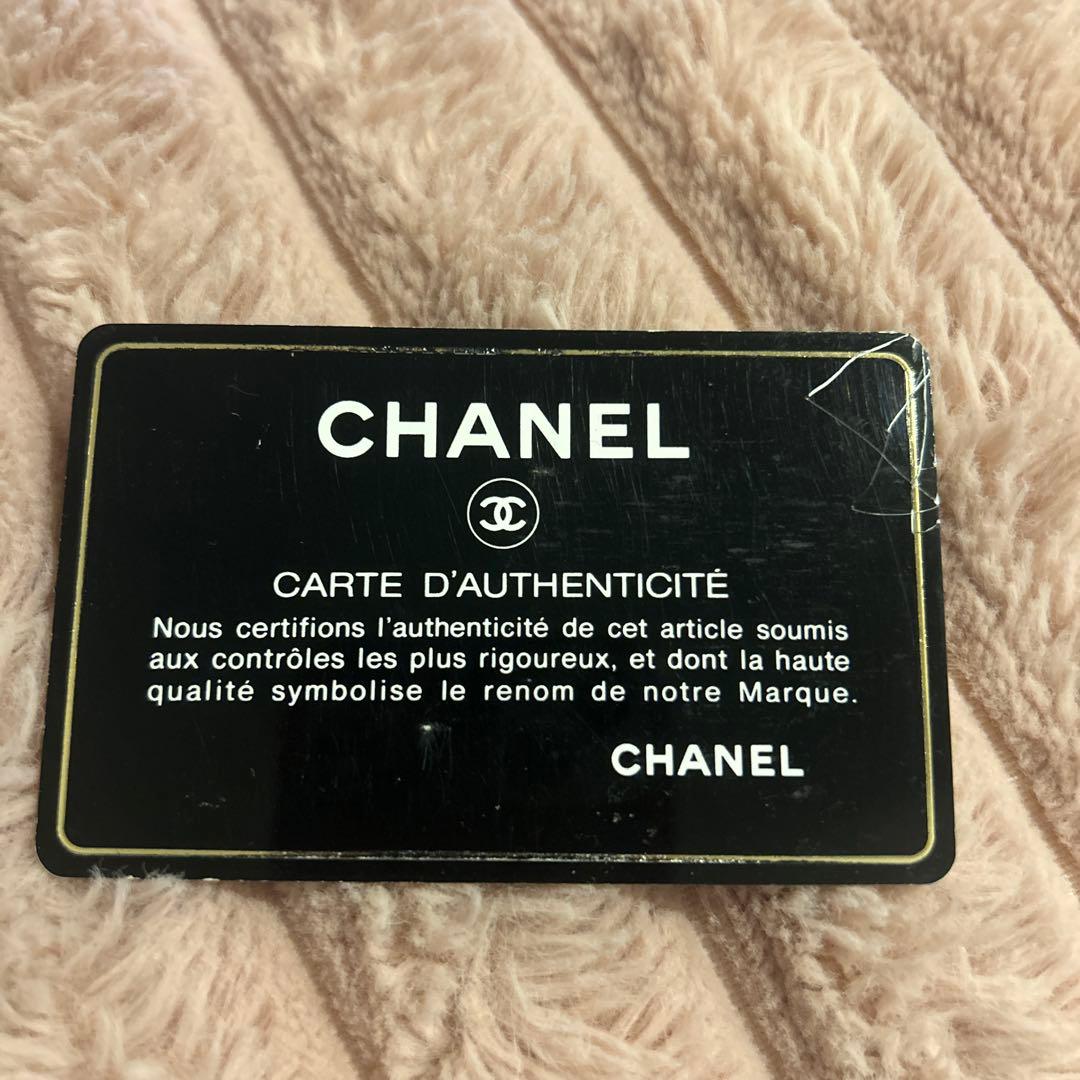 CHANEL
CARTE D'AUTHENTICITÉ
Nous certifions l'authenticité de cet article soumis
aux contrôles les plus rigoureux, et dont la haute
qualité symbolise le renom de notre Marque.
CHANEL